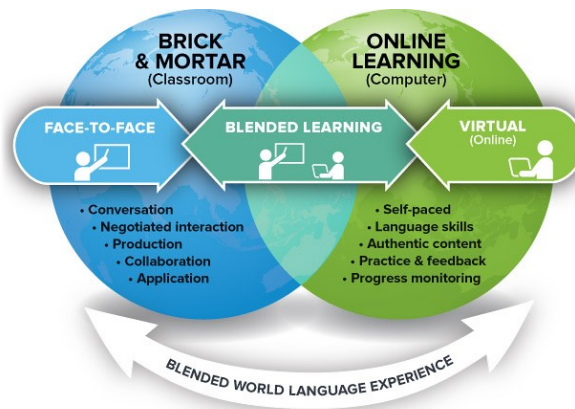 BRICK
& MORTAR
(Classroom)
ONLINE
LEARNING
(Computer)
FACE-TO-FACE
BLENDED LEARNING
VIRTUAL
(Online)
• Conversation
• Negotiated interaction
• Production
• Collaboration
• Application
• Self-paced
• Language skills
• Authentic content
• Practice & feedback
• Progress monitoring
BLENDED WORLD LANGUAGE EXPERIENCE